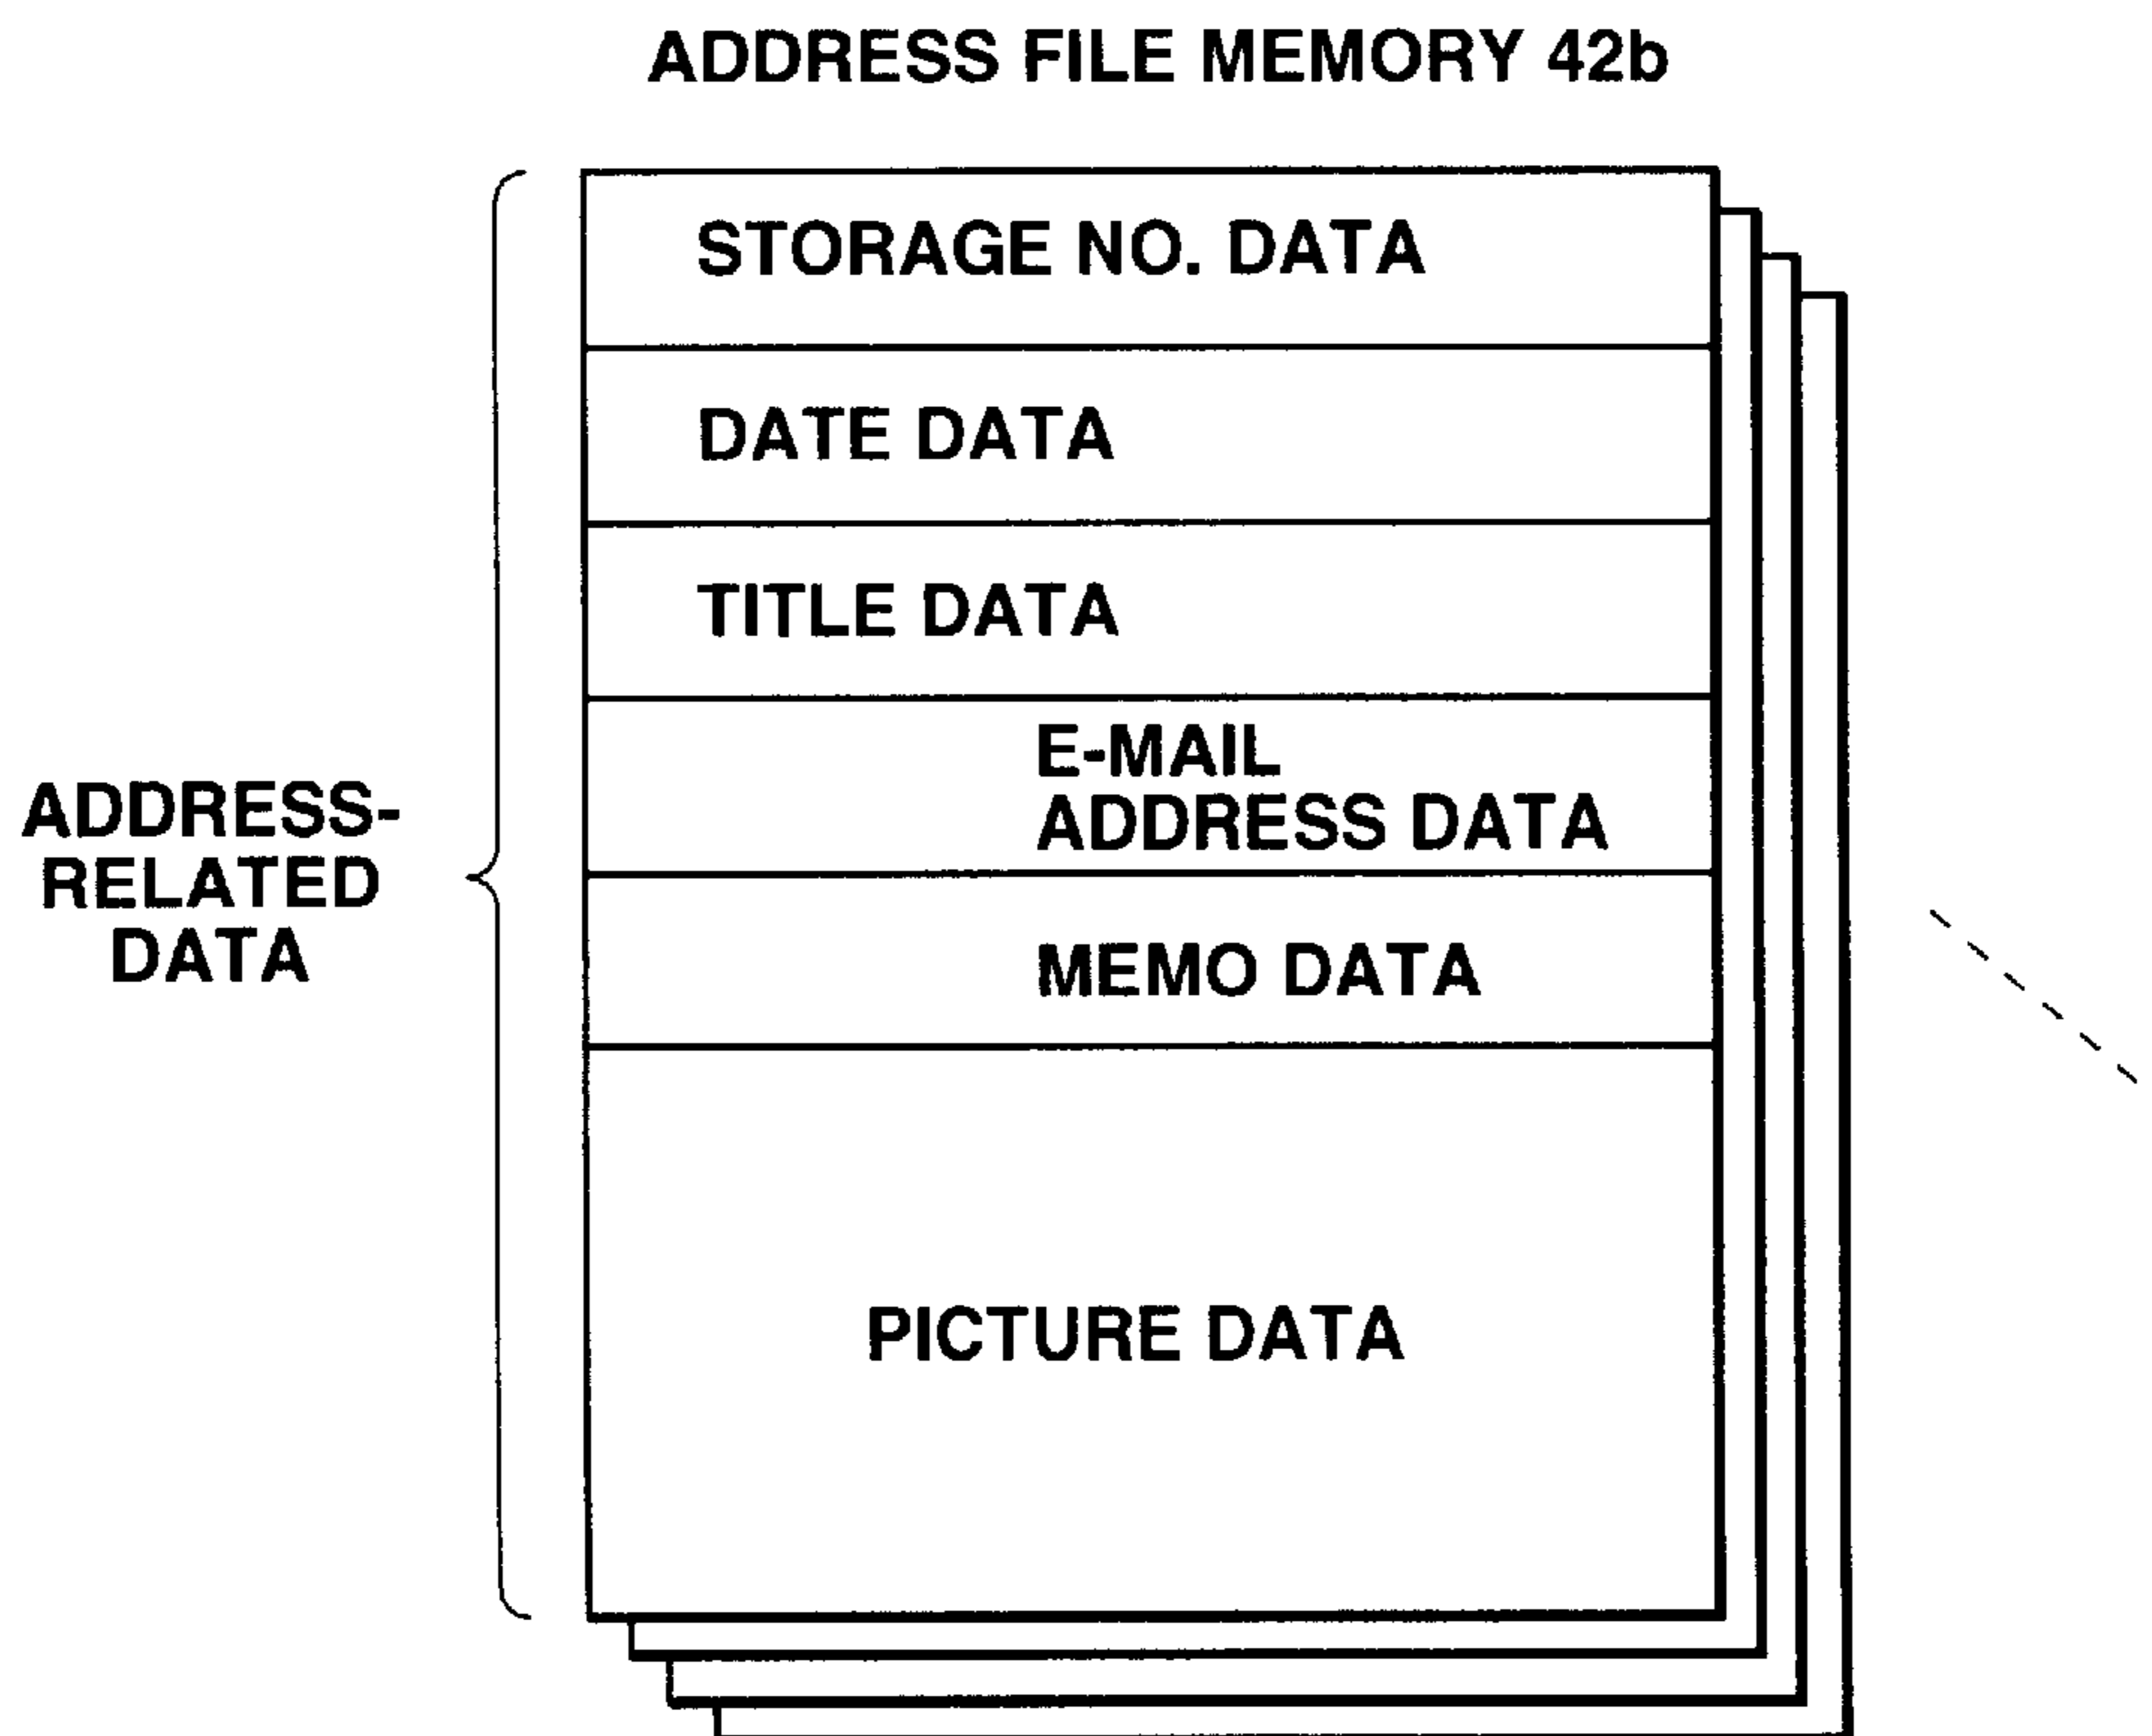 ADDRESS FILE MEMORY 42b
STORAGE NO. DATA
DATE DATA
TITLE DATA
E-MAIL
ADDRESS DATA
MEMO DATA
PICTURE DATA
ADDRESS-
RELATED
DATA